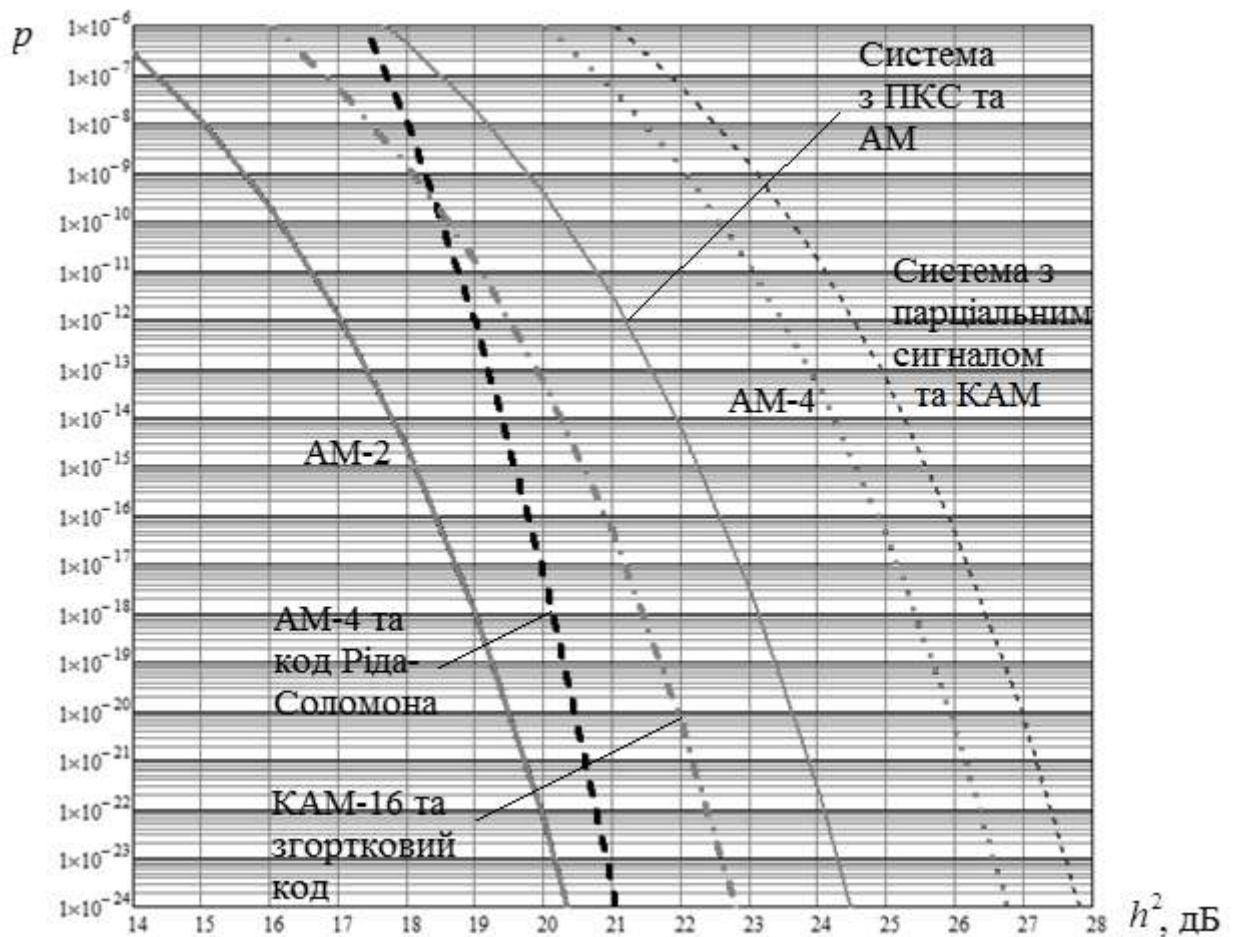 p
1×10⁻⁶
1×10⁻⁷
1×10⁻⁸
1×10⁻⁹
1×10⁻¹⁰
1×10⁻¹¹
1×10⁻¹²
1×10⁻¹³
1×10⁻¹⁴
1×10⁻¹⁵
1×10⁻¹⁶
1×10⁻¹⁷
1×10⁻¹⁸
1×10⁻¹⁹
1×10⁻²⁰
1×10⁻²¹
1×10⁻²²
1×10⁻²³
1×10⁻²⁴
Система
з ПКС та
АМ
Система з
парціальним
сигналом
та КАМ
АМ-4
АМ-2
АМ-4 та
код Ріда-
Соломона
КАМ-16 та
згортковий
код
14 15 16 17 18 19 20 21 22 23 24 25 26 27 28
h², дБ